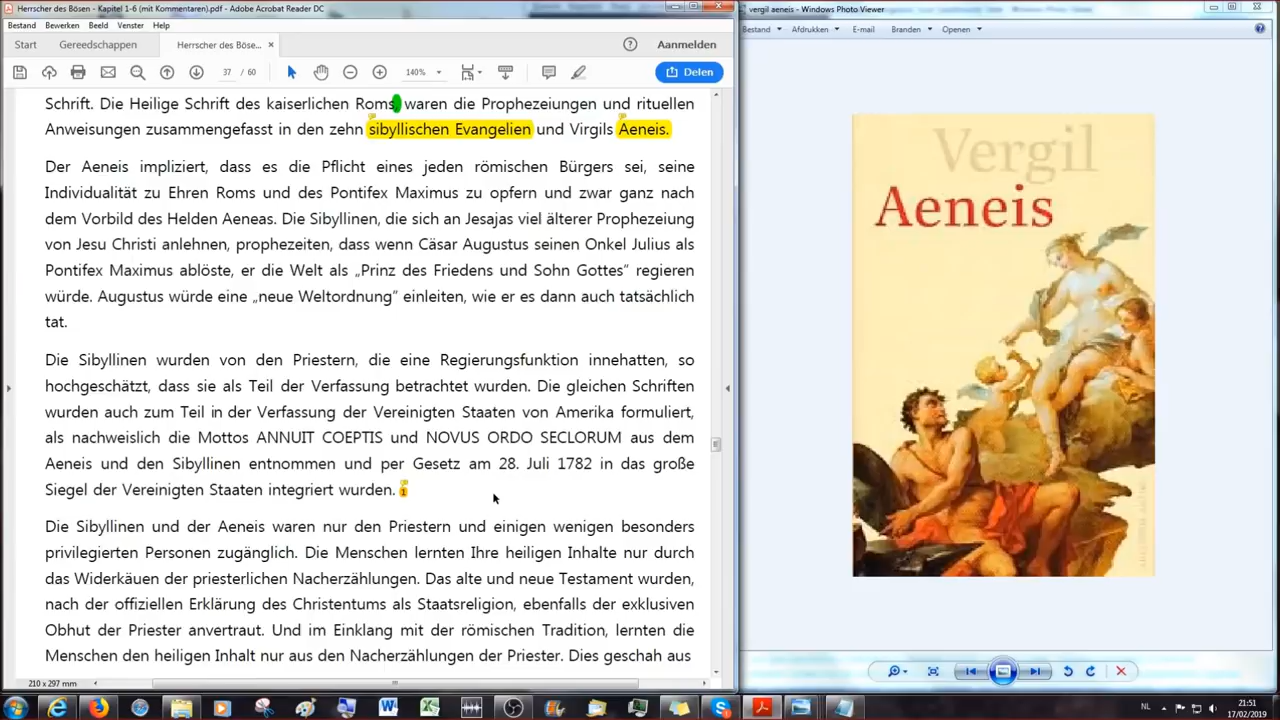 Herrscher des Bösen - Kapitel 1-6 (mit Kommentaren).pdf - Adobe Acrobat Reader DC
Bestand Bewerken Beeld Venster Help
Start Gereedschappen Herrscher des Böse... × Aanmelden
37 / 60 140% Delen
Schrift. Die Heilige Schrift des kaiserlichen Roms waren die Prophezeiungen und rituellen
Anweisungen zusammengefasst in den zehn sibyllischen Evangelien und Virgils Aeneis.
Der Aeneis impliziert, dass es die Pflicht eines jeden römischen Bürgers sei, seine
Individualität zu Ehren Roms und des Pontifex Maximus zu opfern und zwar ganz nach
dem Vorbild des Helden Aeneas. Die Sibyllinen, die sich an Jesajas viel älterer Prophezeiung
von Jesu Christi anlehnen, prophezeiten, dass wenn Cäsar Augustus seinen Onkel Julius als
Pontifex Maximus ablöste, er die Welt als „Prinz des Friedens und Sohn Gottes" regieren
würde. Augustus würde eine „neue Weltordnung" einleiten, wie er es dann auch tatsächlich
tat.
Die Sibyllinen wurden von den Priestern, die eine Regierungsfunktion innehatten, so
hochgeschätzt, dass sie als Teil der Verfassung betrachtet wurden. Die gleichen Schriften
wurden auch zum Teil in der Verfassung der Vereinigten Staaten von Amerika formuliert,
als nachweislich die Mottos ANNUIT COEPTIS und NOVUS ORDO SECLORUM aus dem
Aeneis und den Sibyllinen entnommen und per Gesetz am 28. Juli 1782 in das große
Siegel der Vereinigten Staaten integriert wurden.
Die Sibyllinen und der Aeneis waren nur den Priestern und einigen wenigen besonders
privilegierten Personen zugänglich. Die Menschen lernten Ihre heiligen Inhalte nur durch
das Widerkäuen der priesterlichen Nacherzählungen. Das alte und neue Testament wurden,
nach der offiziellen Erklärung des Christentums als Staatsreligion, ebenfalls der exklusiven
Obhut der Priester anvertraut. Und im Einklang mit der römischen Tradition, lernten die
Menschen den heiligen Inhalt nur aus den Nacherzählungen der Priester. Dies geschah aus
210 x 297 mm
vergil aeneis - Windows Photo Viewer
Bestand Afdrukken E-mail Branden Openen
Vergil
Aeneis
NL 21:51
17/02/2019